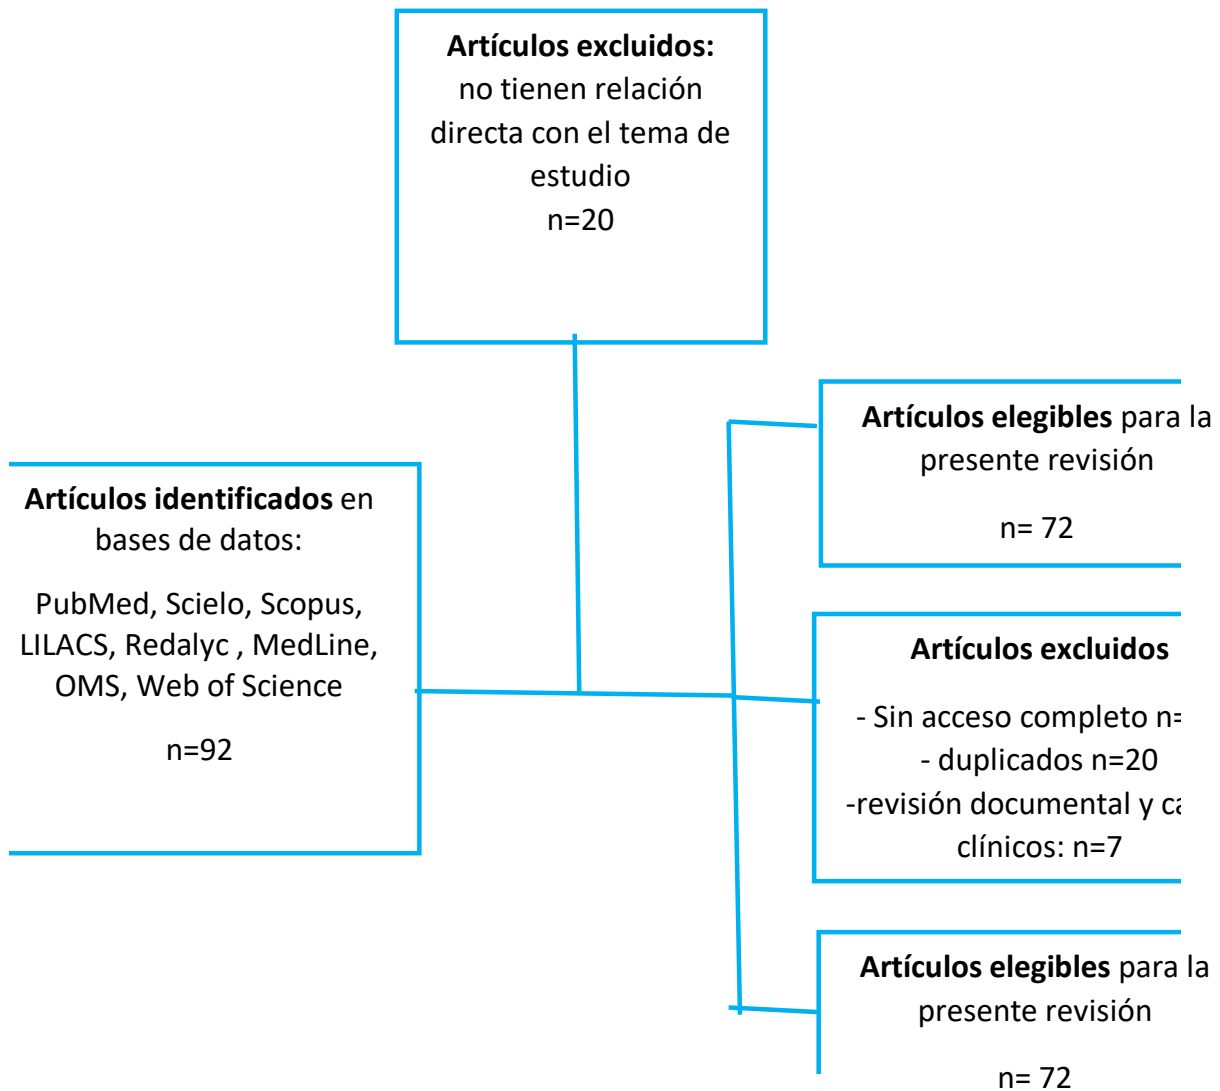 Artículos excluidos:
no tienen relación
directa con el tema de
estudio
n=20
Artículos identificados en
bases de datos:
PubMed, Scielo, Scopus,
LILACS, Redalyc , MedLine,
OMS, Web of Science
n=92
Artículos elegibles para la
presente revisión
n= 72
Artículos excluidos
- Sin acceso completo n=
- duplicados n=20
-revisión documental y
clínicos: n=7
Artículos elegibles para la
presente revisión
n= 72